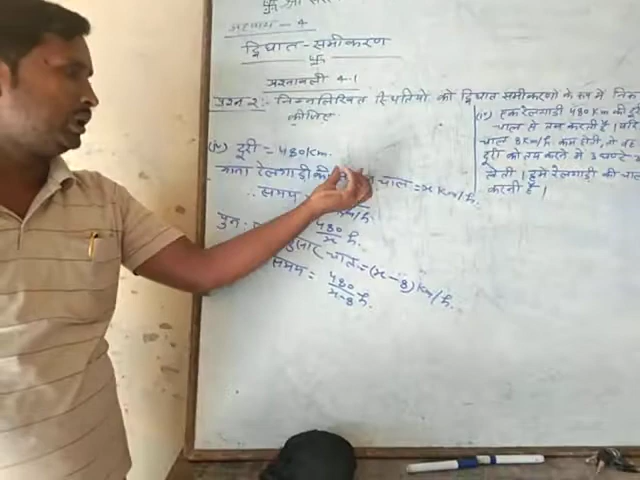 अध्याय - 4
द्विघात - समीकरण
प्रश्नावली 4.1
प्रश्न 2:- निम्नलिखित स्थितियों को द्विघात समीकरणों के रूप में निरू
कीजिए
(iv) एक रेलगाड़ी 480 Km की दूरी
चाल से तय करती है। यदि
चाल 8 Km/h कम होती, तो वह
दूरी को तय करने में 3 घण्टे
लेती। हमें रेलगाड़ी की चाल
करनी है।
(iv) दूरी = 480 Km.
माना रेलगाड़ी की चाल = x Km/h.
∴ समय
Km/h
480/x h.
पुनः नुसार चाल = (x - 8) Km/h.
समय = 480/x-8 h.